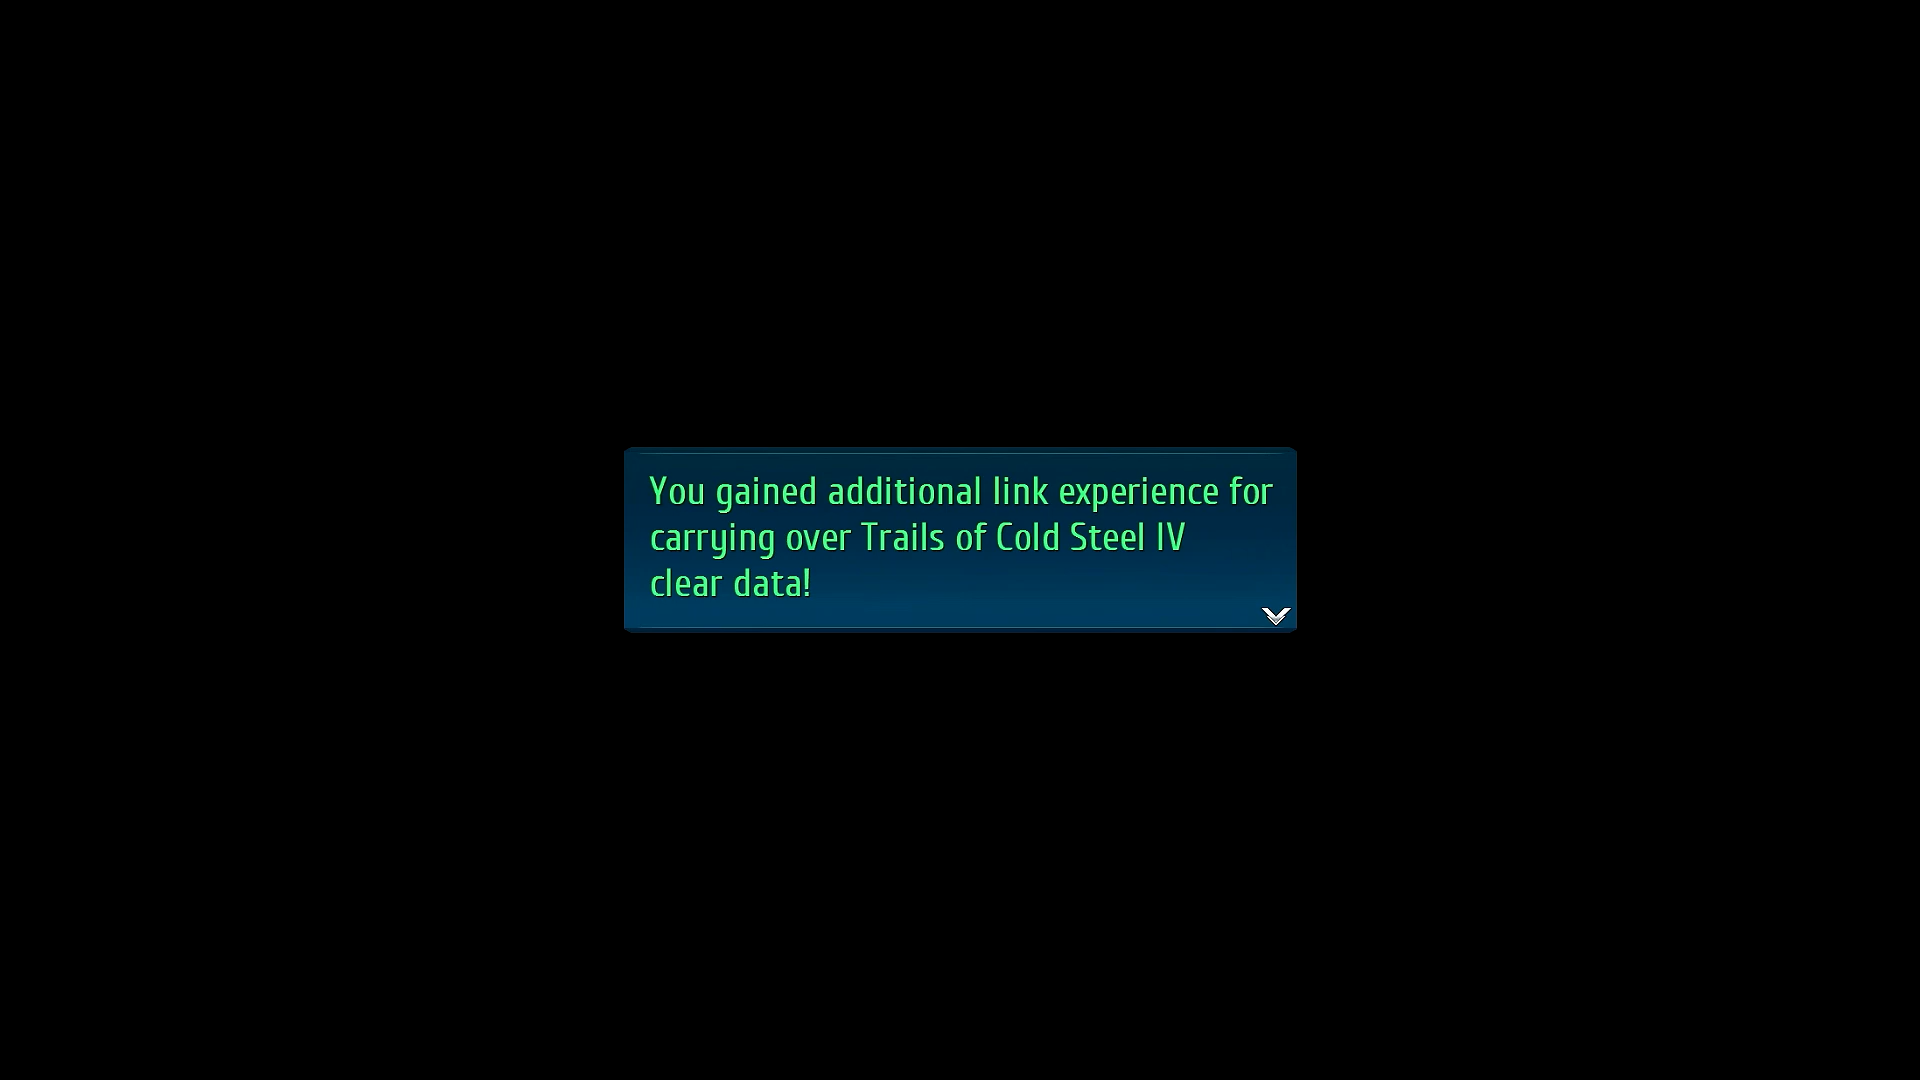 You gained additional link experience for
carrying over Trails of Cold Steel IV
clear data!